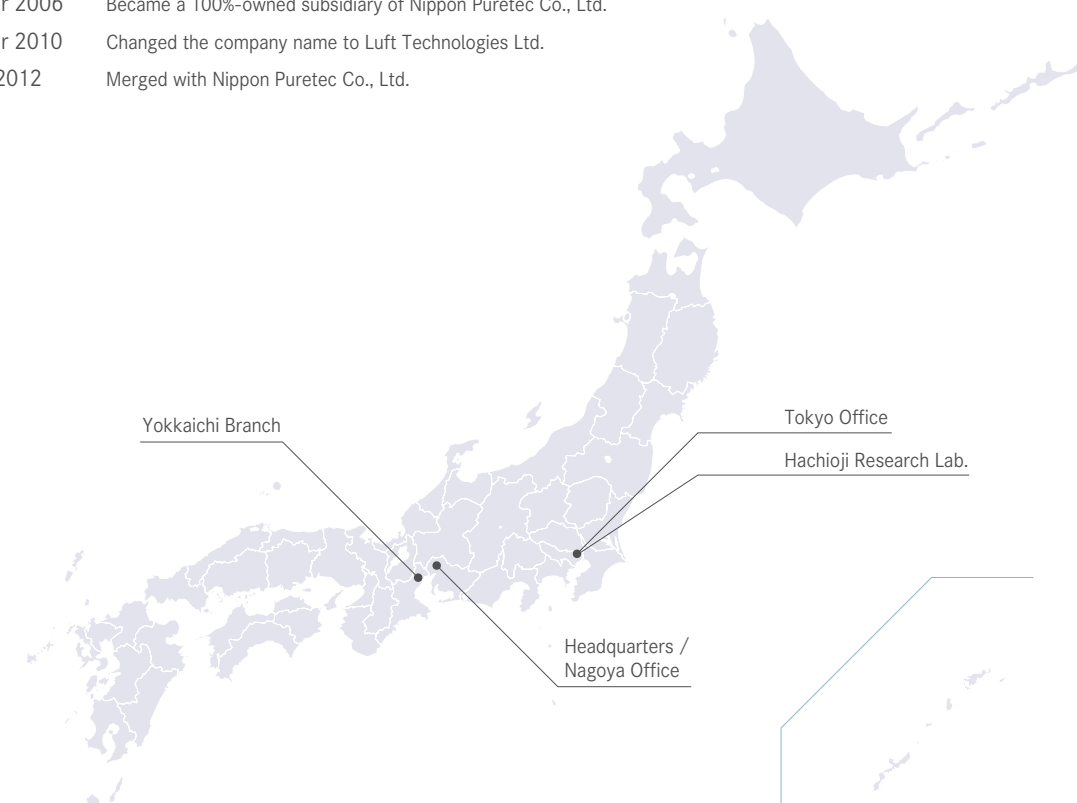 r 2006 Became a 100%-owned subsidiary of Nippon Puretec Co., Ltd.
r 2010 Changed the company name to Luft Technologies Ltd.
2012 Merged with Nippon Puretec Co., Ltd.
Yokkaichi Branch
Tokyo Office
Hachioji Research Lab.
Headquarters /
Nagoya Office